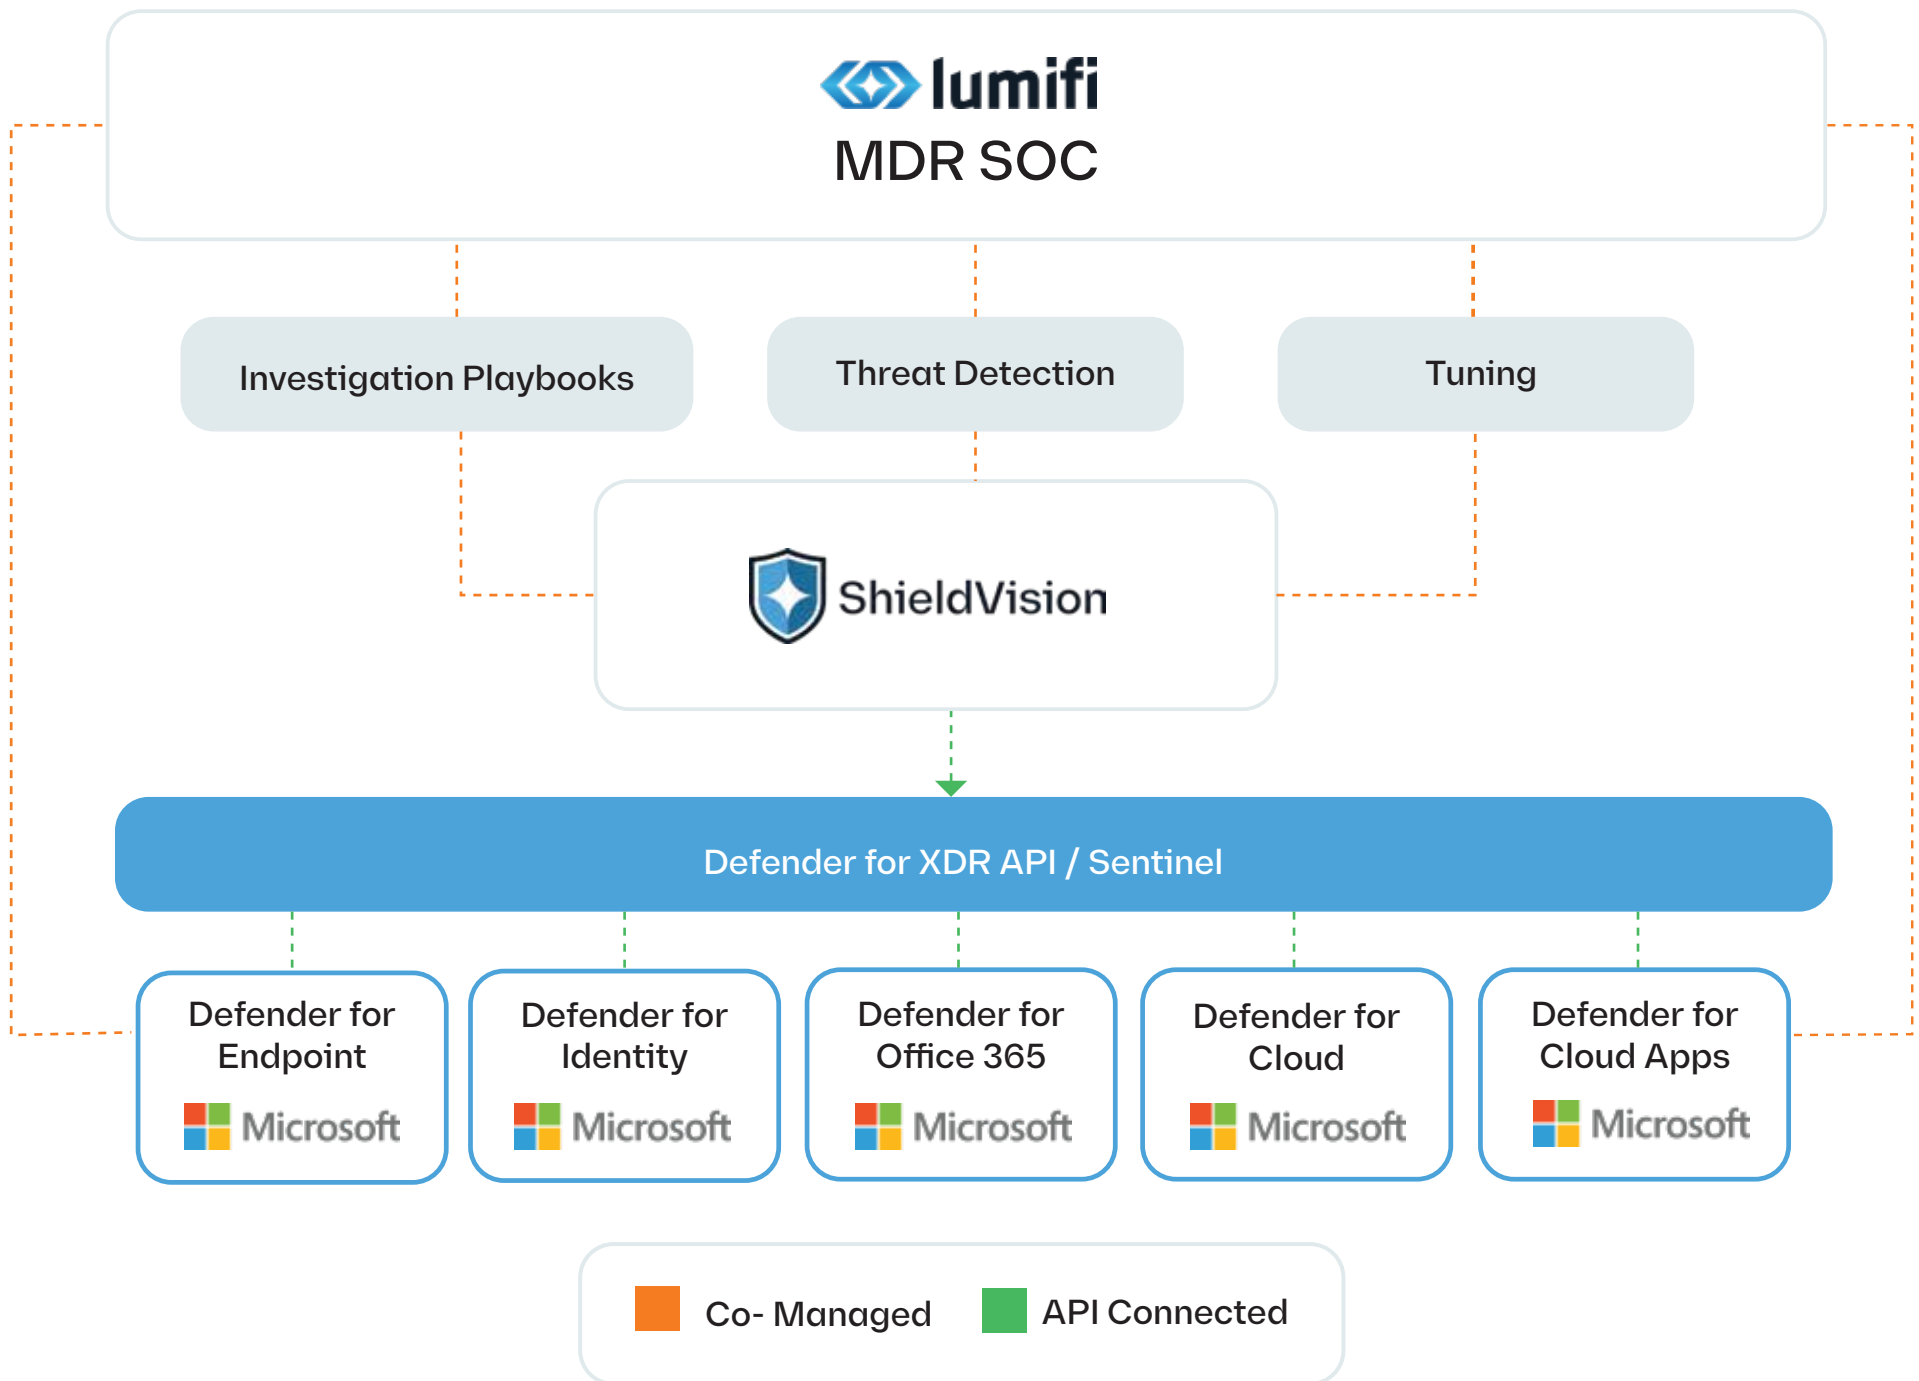 lumifi
MDR SOC
Investigation Playbooks
Threat Detection
Tuning
ShieldVision
Defender for XDR API / Sentinel
Defender for
Endpoint
Microsoft
Defender for
Identity
Microsoft
Defender for
Office 365
Microsoft
Defender for
Cloud
Microsoft
Defender for
Cloud Apps
Microsoft
Co- Managed
API Connected